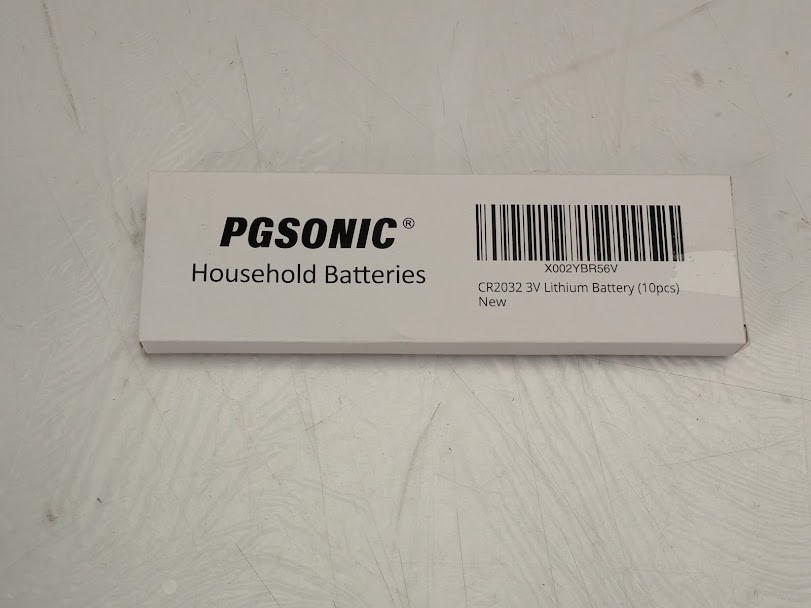 PGSONIC®
Household Batteries
X002YBR56V
CR2032 3V Lithium Battery (10pcs)
New